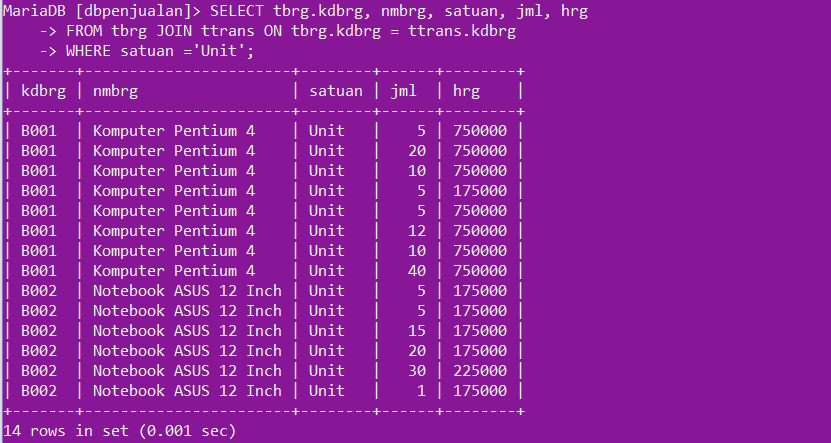 MariaDB [dbpenjualan]> SELECT tbrg.kdbrg, nmbrg, satuan, jml, hrg
    -> FROM tbrg JOIN ttrans ON tbrg.kdbrg = ttrans.kdbrg
    -> WHERE satuan ='Unit';
+-------+----------------------+--------+------+--------+
| kdbrg | nmbrg                | satuan | jml  | hrg    |
+-------+----------------------+--------+------+--------+
| B001  | Komputer Pentium 4   | Unit   |    5 | 750000 |
| B001  | Komputer Pentium 4   | Unit   |   20 | 750000 |
| B001  | Komputer Pentium 4   | Unit   |   10 | 750000 |
| B001  | Komputer Pentium 4   | Unit   |    5 | 175000 |
| B001  | Komputer Pentium 4   | Unit   |    5 | 750000 |
| B001  | Komputer Pentium 4   | Unit   |   12 | 750000 |
| B001  | Komputer Pentium 4   | Unit   |   10 | 750000 |
| B001  | Komputer Pentium 4   | Unit   |   40 | 750000 |
| B002  | Notebook ASUS 12 Inch | Unit   |    5 | 175000 |
| B002  | Notebook ASUS 12 Inch | Unit   |    5 | 175000 |
| B002  | Notebook ASUS 12 Inch | Unit   |   15 | 175000 |
| B002  | Notebook ASUS 12 Inch | Unit   |   20 | 175000 |
| B002  | Notebook ASUS 12 Inch | Unit   |   30 | 225000 |
| B002  | Notebook ASUS 12 Inch | Unit   |    1 | 175000 |
+-------+----------------------+--------+------+--------+
14 rows in set (0.001 sec)